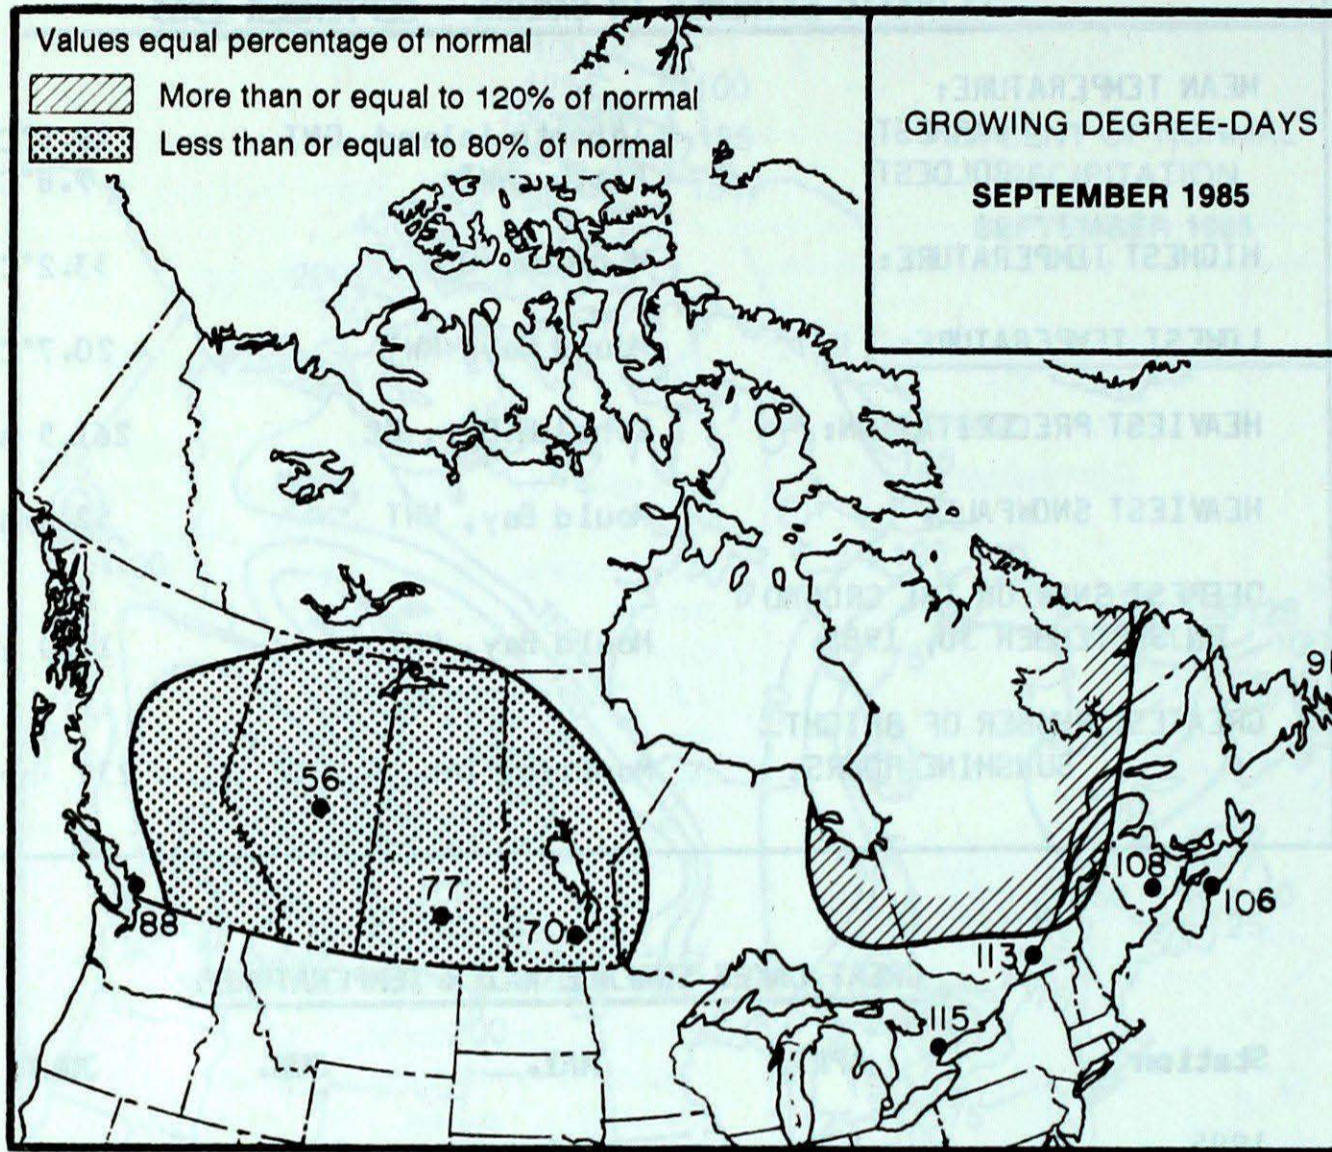 Values equal percentage of normal
More than or equal to 120% of normal
Less than or equal to 80% of normal
GROWING DEGREE-DAYS
SEPTEMBER 1985
91
56
77
70
88
108
106
113
115